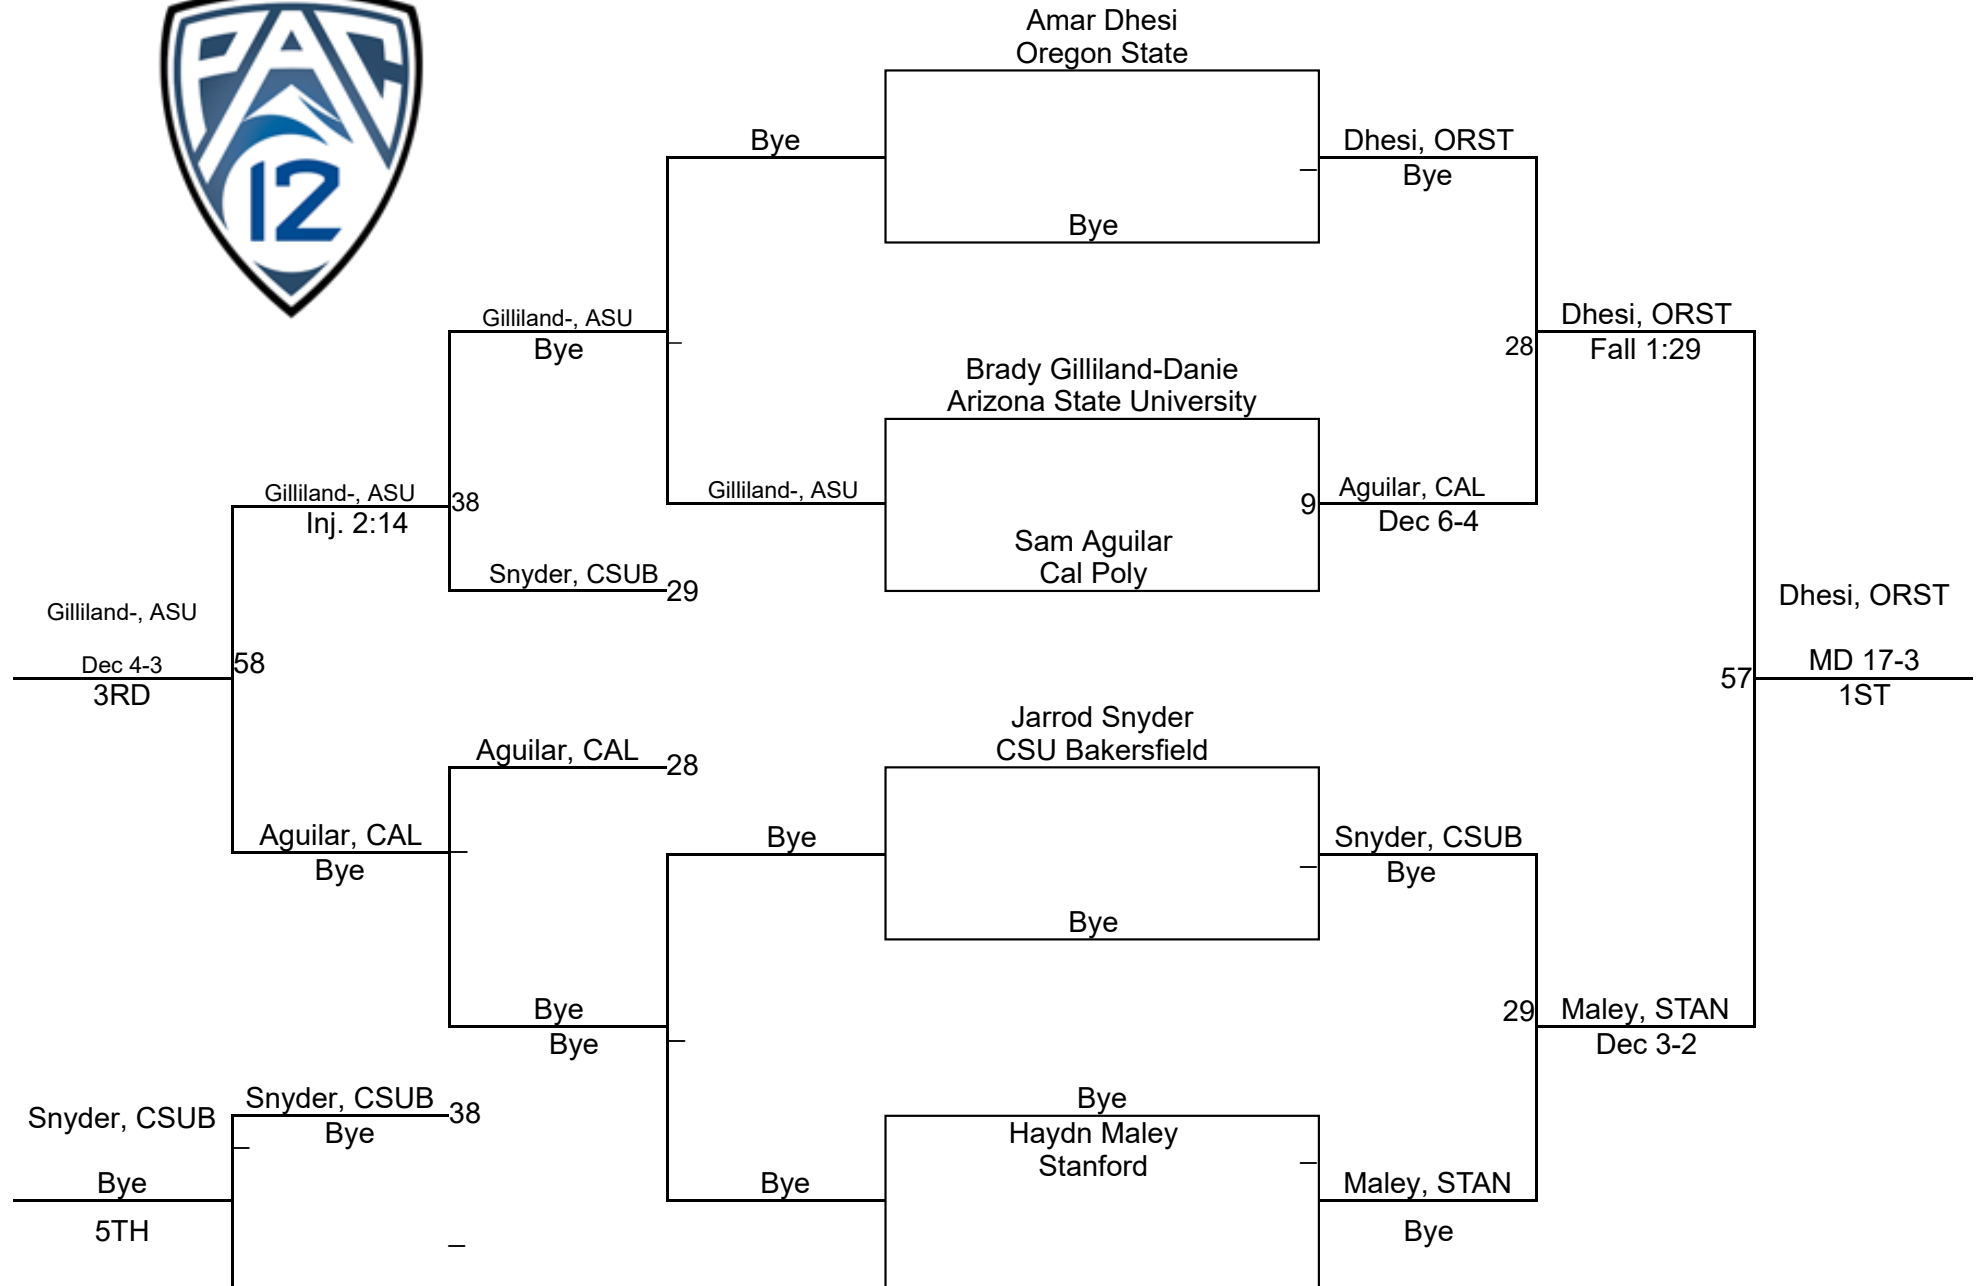 PAC
12
Amar Dhesi
Oregon State
Bye
Dhesi, ORST
Bye
Bye
Gilliland-, ASU
Bye
Dhesi, ORST
28
Fall 1:29
Brady Gilliland-Danie
Arizona State University
Gilliland-, ASU
38
Inj. 2:14
Gilliland-, ASU
9
Aguilar, CAL
Dec 6-4
Sam Aguilar
Cal Poly
Snyder, CSUB
29
Gilliland-, ASU
Dec 4-3
58
3RD
Dhesi, ORST
57
MD 17-3
1ST
Jarrod Snyder
CSU Bakersfield
Aguilar, CAL
28
Aguilar, CAL
Bye
Bye
Snyder, CSUB
Bye
Bye
Bye
Bye
29
Maley, STAN
Dec 3-2
Snyder, CSUB
Snyder, CSUB
38
Bye
Bye
5TH
Bye
Haydn Maley
Stanford
Bye
Maley, STAN
Bye